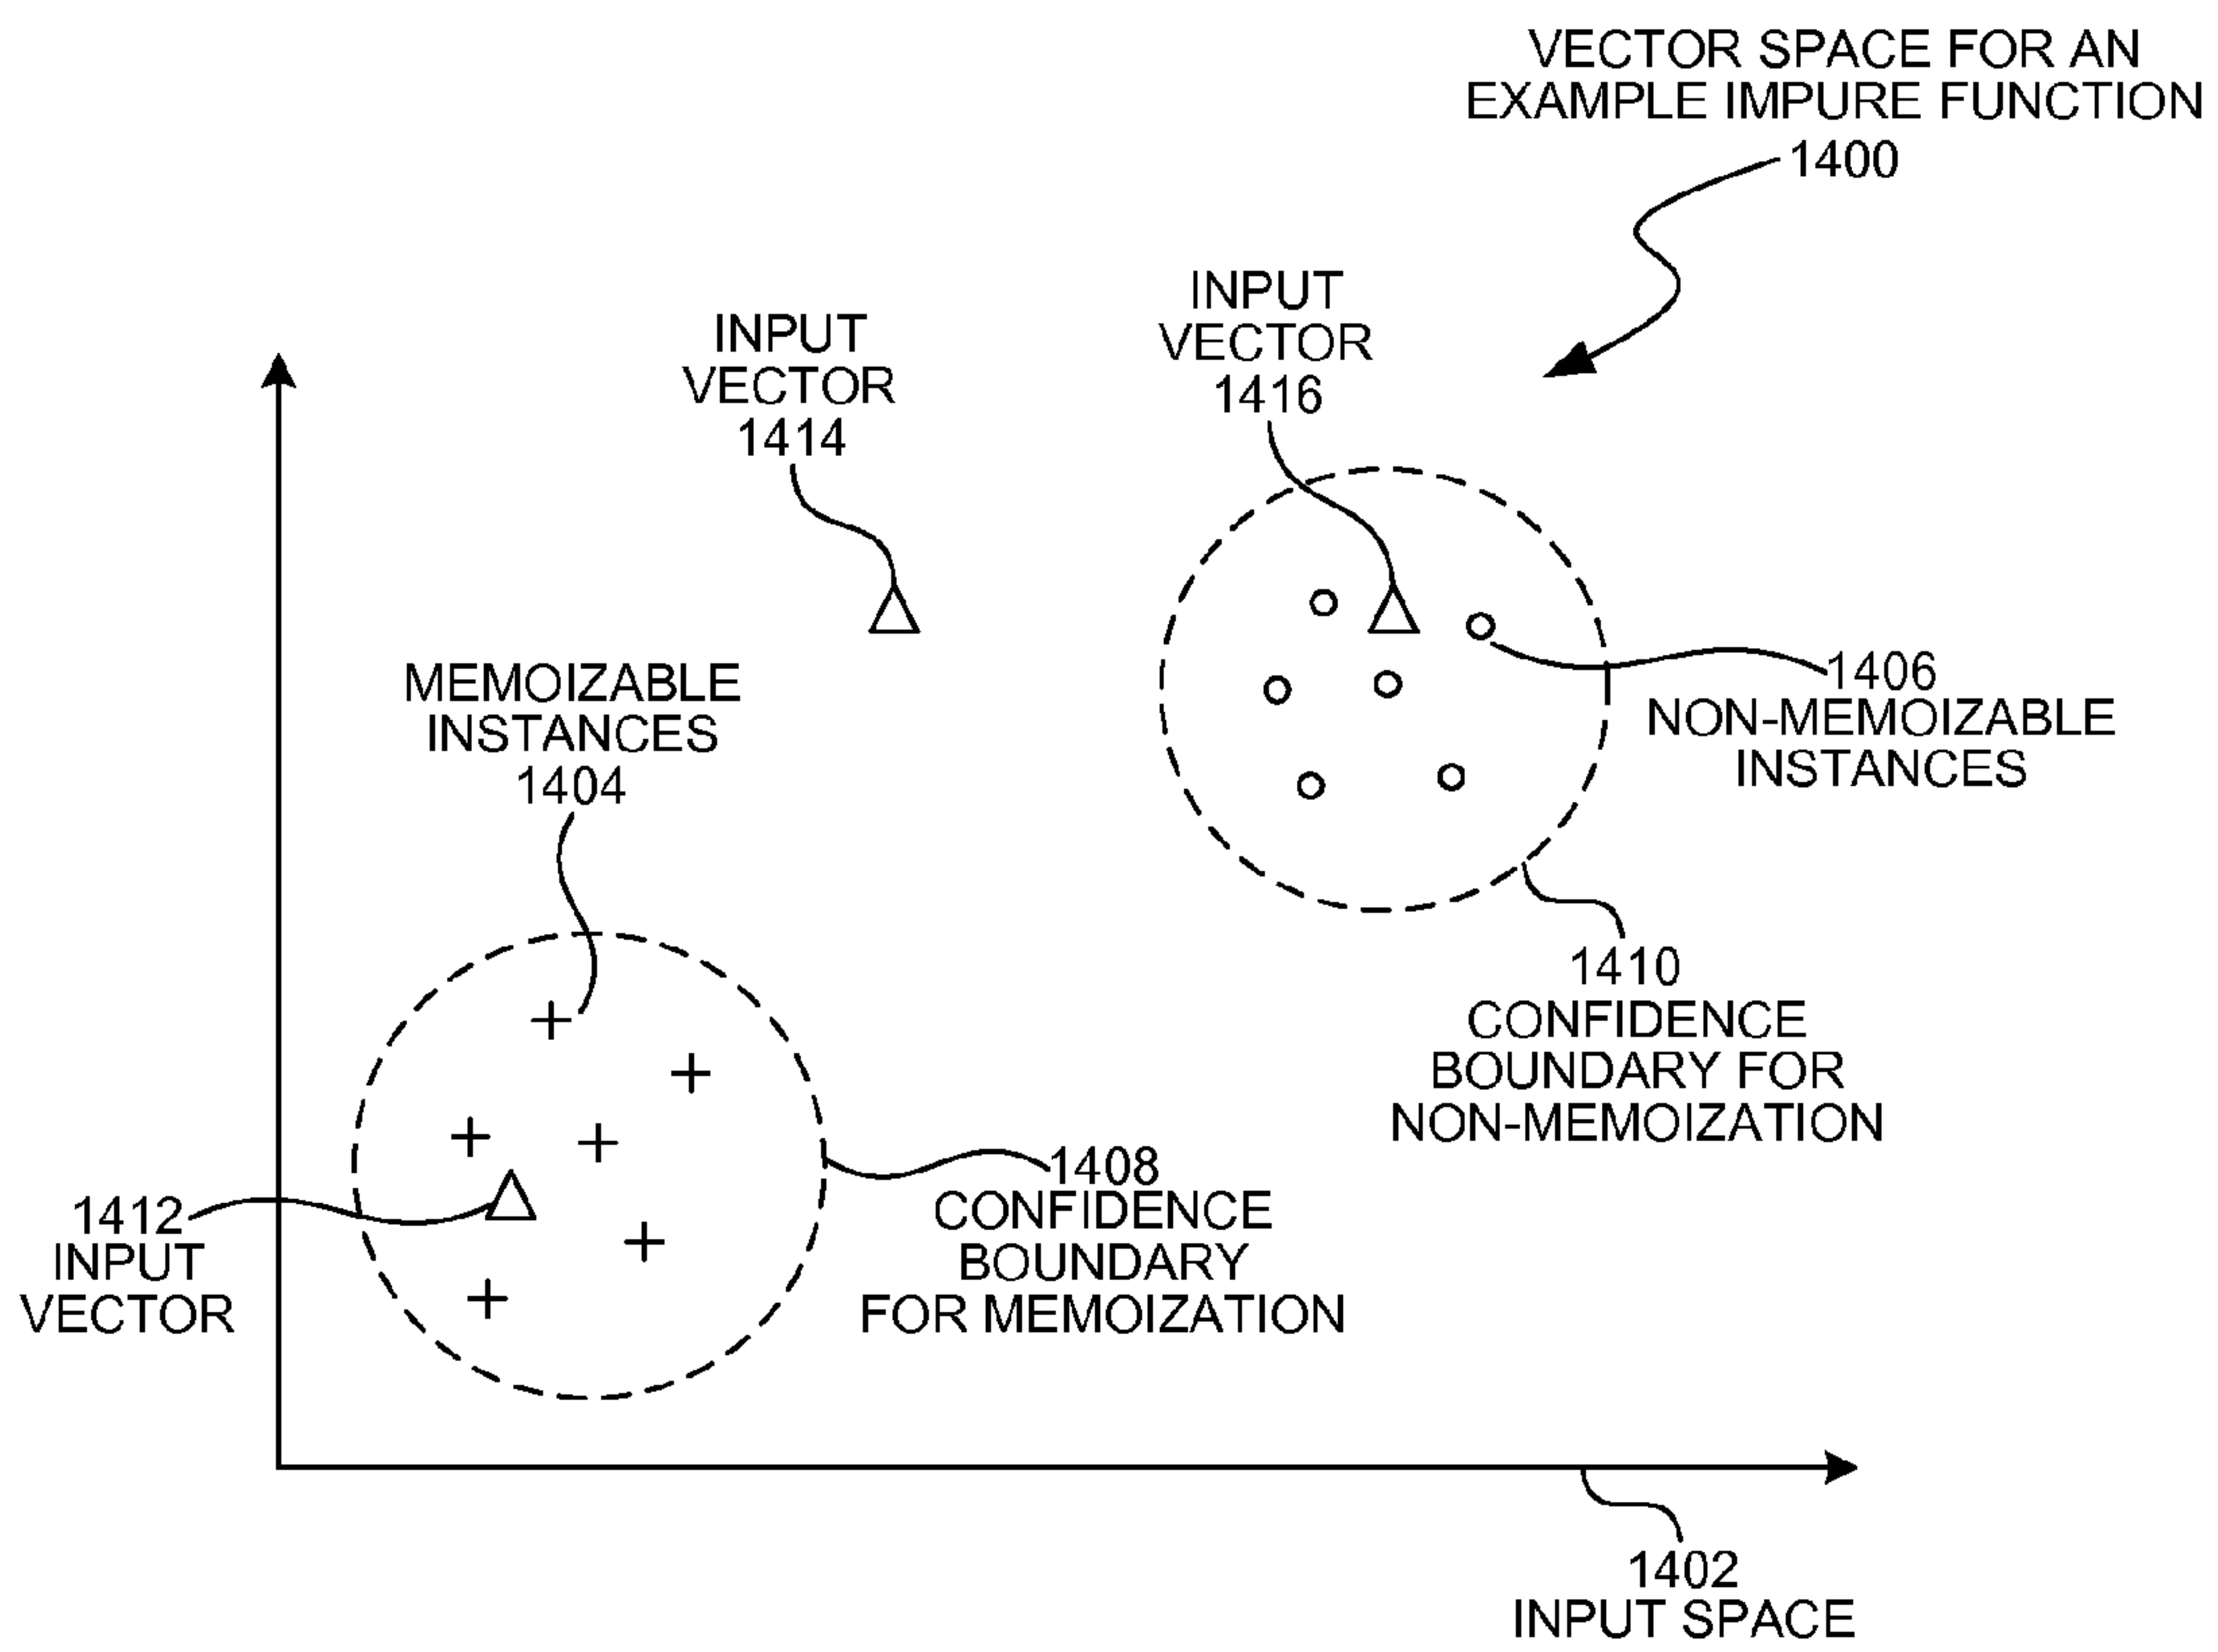 VECTOR SPACE FOR AN
EXAMPLE IMPURE FUNCTION
1400
INPUT
VECTOR
1416
INPUT
VECTOR
1414
1406
NON-MEMOIZABLE
INSTANCES
MEMOIZABLE
INSTANCES
1404
1410
CONFIDENCE
BOUNDARY FOR
NON-MEMOIZATION
1408
CONFIDENCE
BOUNDARY
FOR MEMOIZATION
1412
INPUT
VECTOR
1402
INPUT SPACE